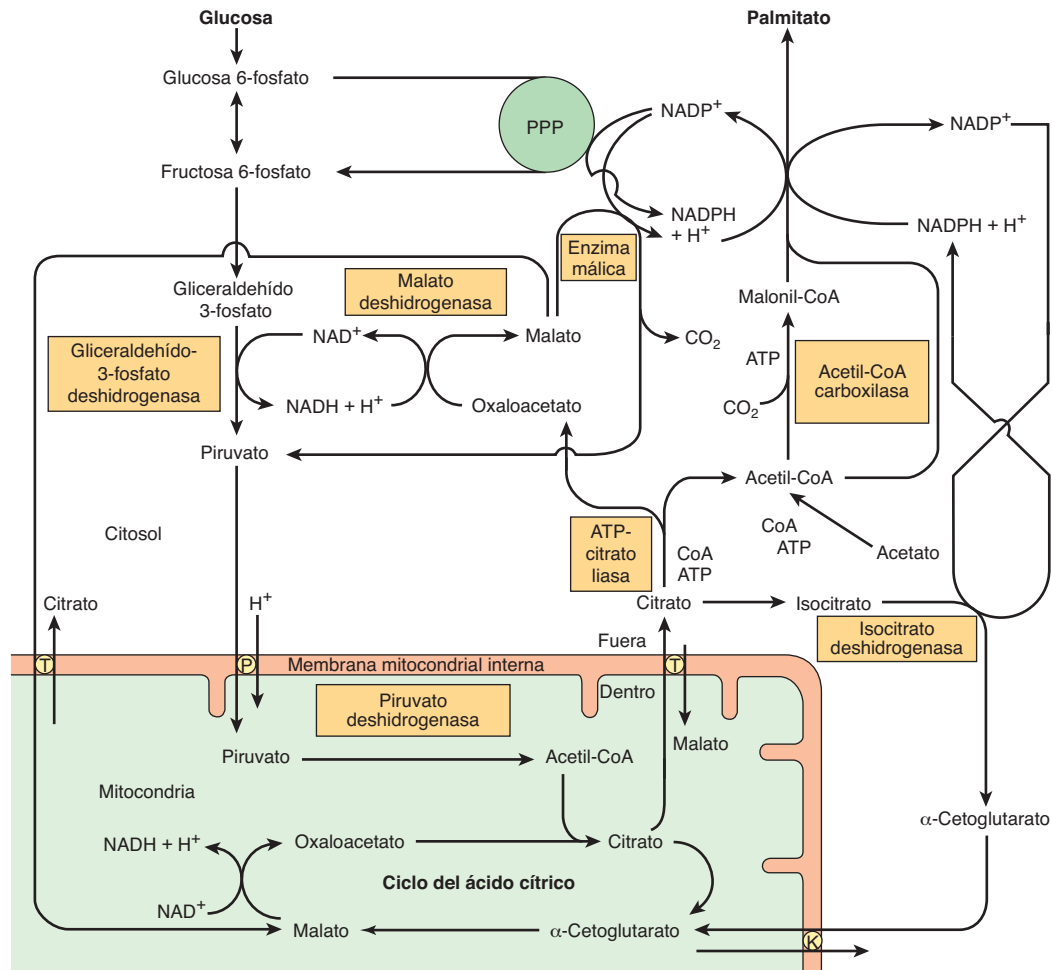 Glucosa
Palmitato
Glucosa 6-fosfato
PPP
NADP+
NADP+
Fructosa 6-fosfato
NADPH
+ H+
NADPH + H+
Enzima
málica
Gliceraldehído
3-fosfato
Malato
deshidrogenasa
Malonil-CoA
NAD+
Malato
CO2
ATP
Gliceraldehído-
3-fosfato
deshidrogenasa
Acetil-CoA
carboxilasa
NADH + H+
Oxaloacetato
CO2
Piruvato
Acetil-CoA
Citosol
ATP-
citrato
liasa
CoA
ATP
CoA
ATP
Acetato
Citrato
H+
Citrato
Isocitrato
Fuera
Isocitrato
deshidrogenasa
T
P
Membrana mitocondrial interna
T
Piruvato
deshidrogenasa
Dentro
Malato
Piruvato
Acetil-CoA
Mitocondria
α-Cetoglutarato
NADH + H+
Oxaloacetato
Citrato
Ciclo del ácido cítrico
NAD+
Malato
α-Cetoglutarato
K